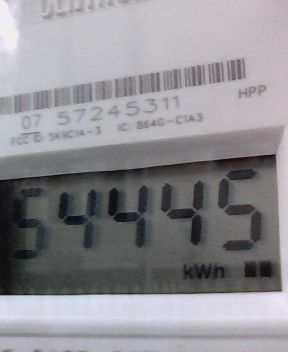 HPP
07 57245311
FCC ID: SK9C1A-3 IC: 864G-C1A3
54445
kWh